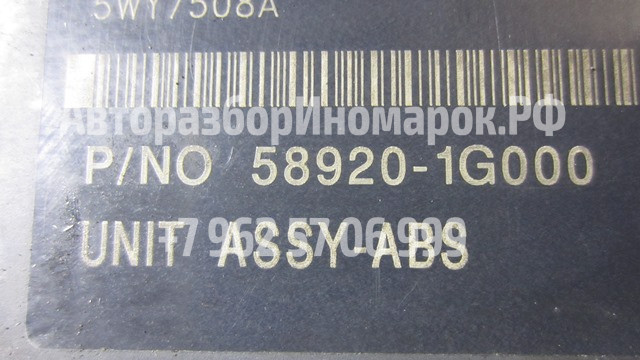 5WY7508A
АвторазборИномарок.РФ
P/NO 58920-1G000
UNIT ASSY-ABS